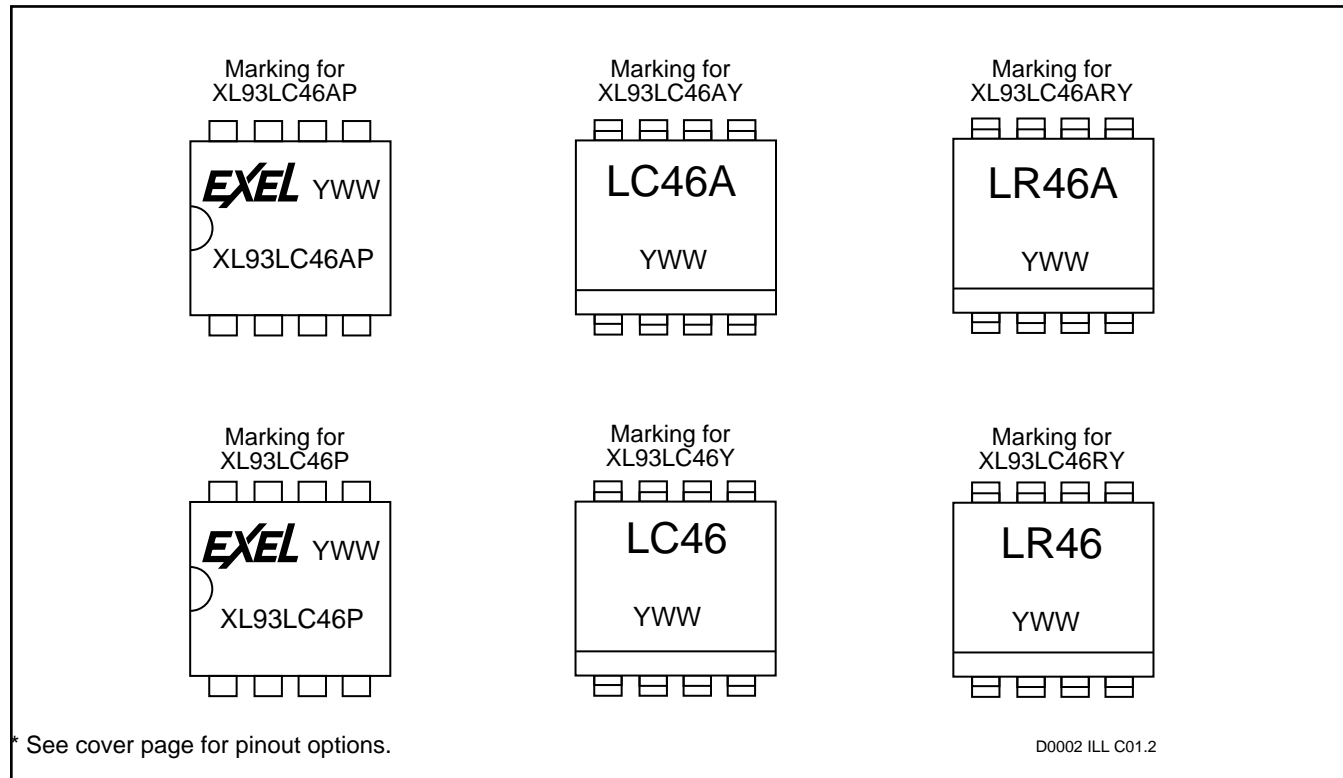 Marking for
XL93LC46AP
EXEL YWW
XL93LC46AP
Marking for
XL93LC46AY
LC46A
YWW
Marking for
XL93LC46ARY
LR46A
YWW
Marking for
XL93LC46P
EXEL YWW
XL93LC46P
Marking for
XL93LC46Y
LC46
YWW
Marking for
XL93LC46RY
LR46
YWW
* See cover page for pinout options.
D0002 ILL C01.2